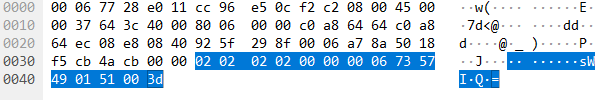 0000 00 06 77 28 e0 11 cc 96 e5 0c f2 c2 08 00 45 00 ··w(···· ······E·
0010 00 37 64 3c 40 00 80 06 00 00 c0 a8 64 64 c0 a8 ·7d<@··· ····dd··
0020 64 ec 08 e8 08 40 92 5f 29 8f 00 06 a7 8a 50 18 d····@·_ )·····P·
0030 f5 cb 4a cb 00 00 02 02 02 02 00 00 00 06 73 57 ··J····· ······sW
0040 49 01 51 00 3d I·Q·=